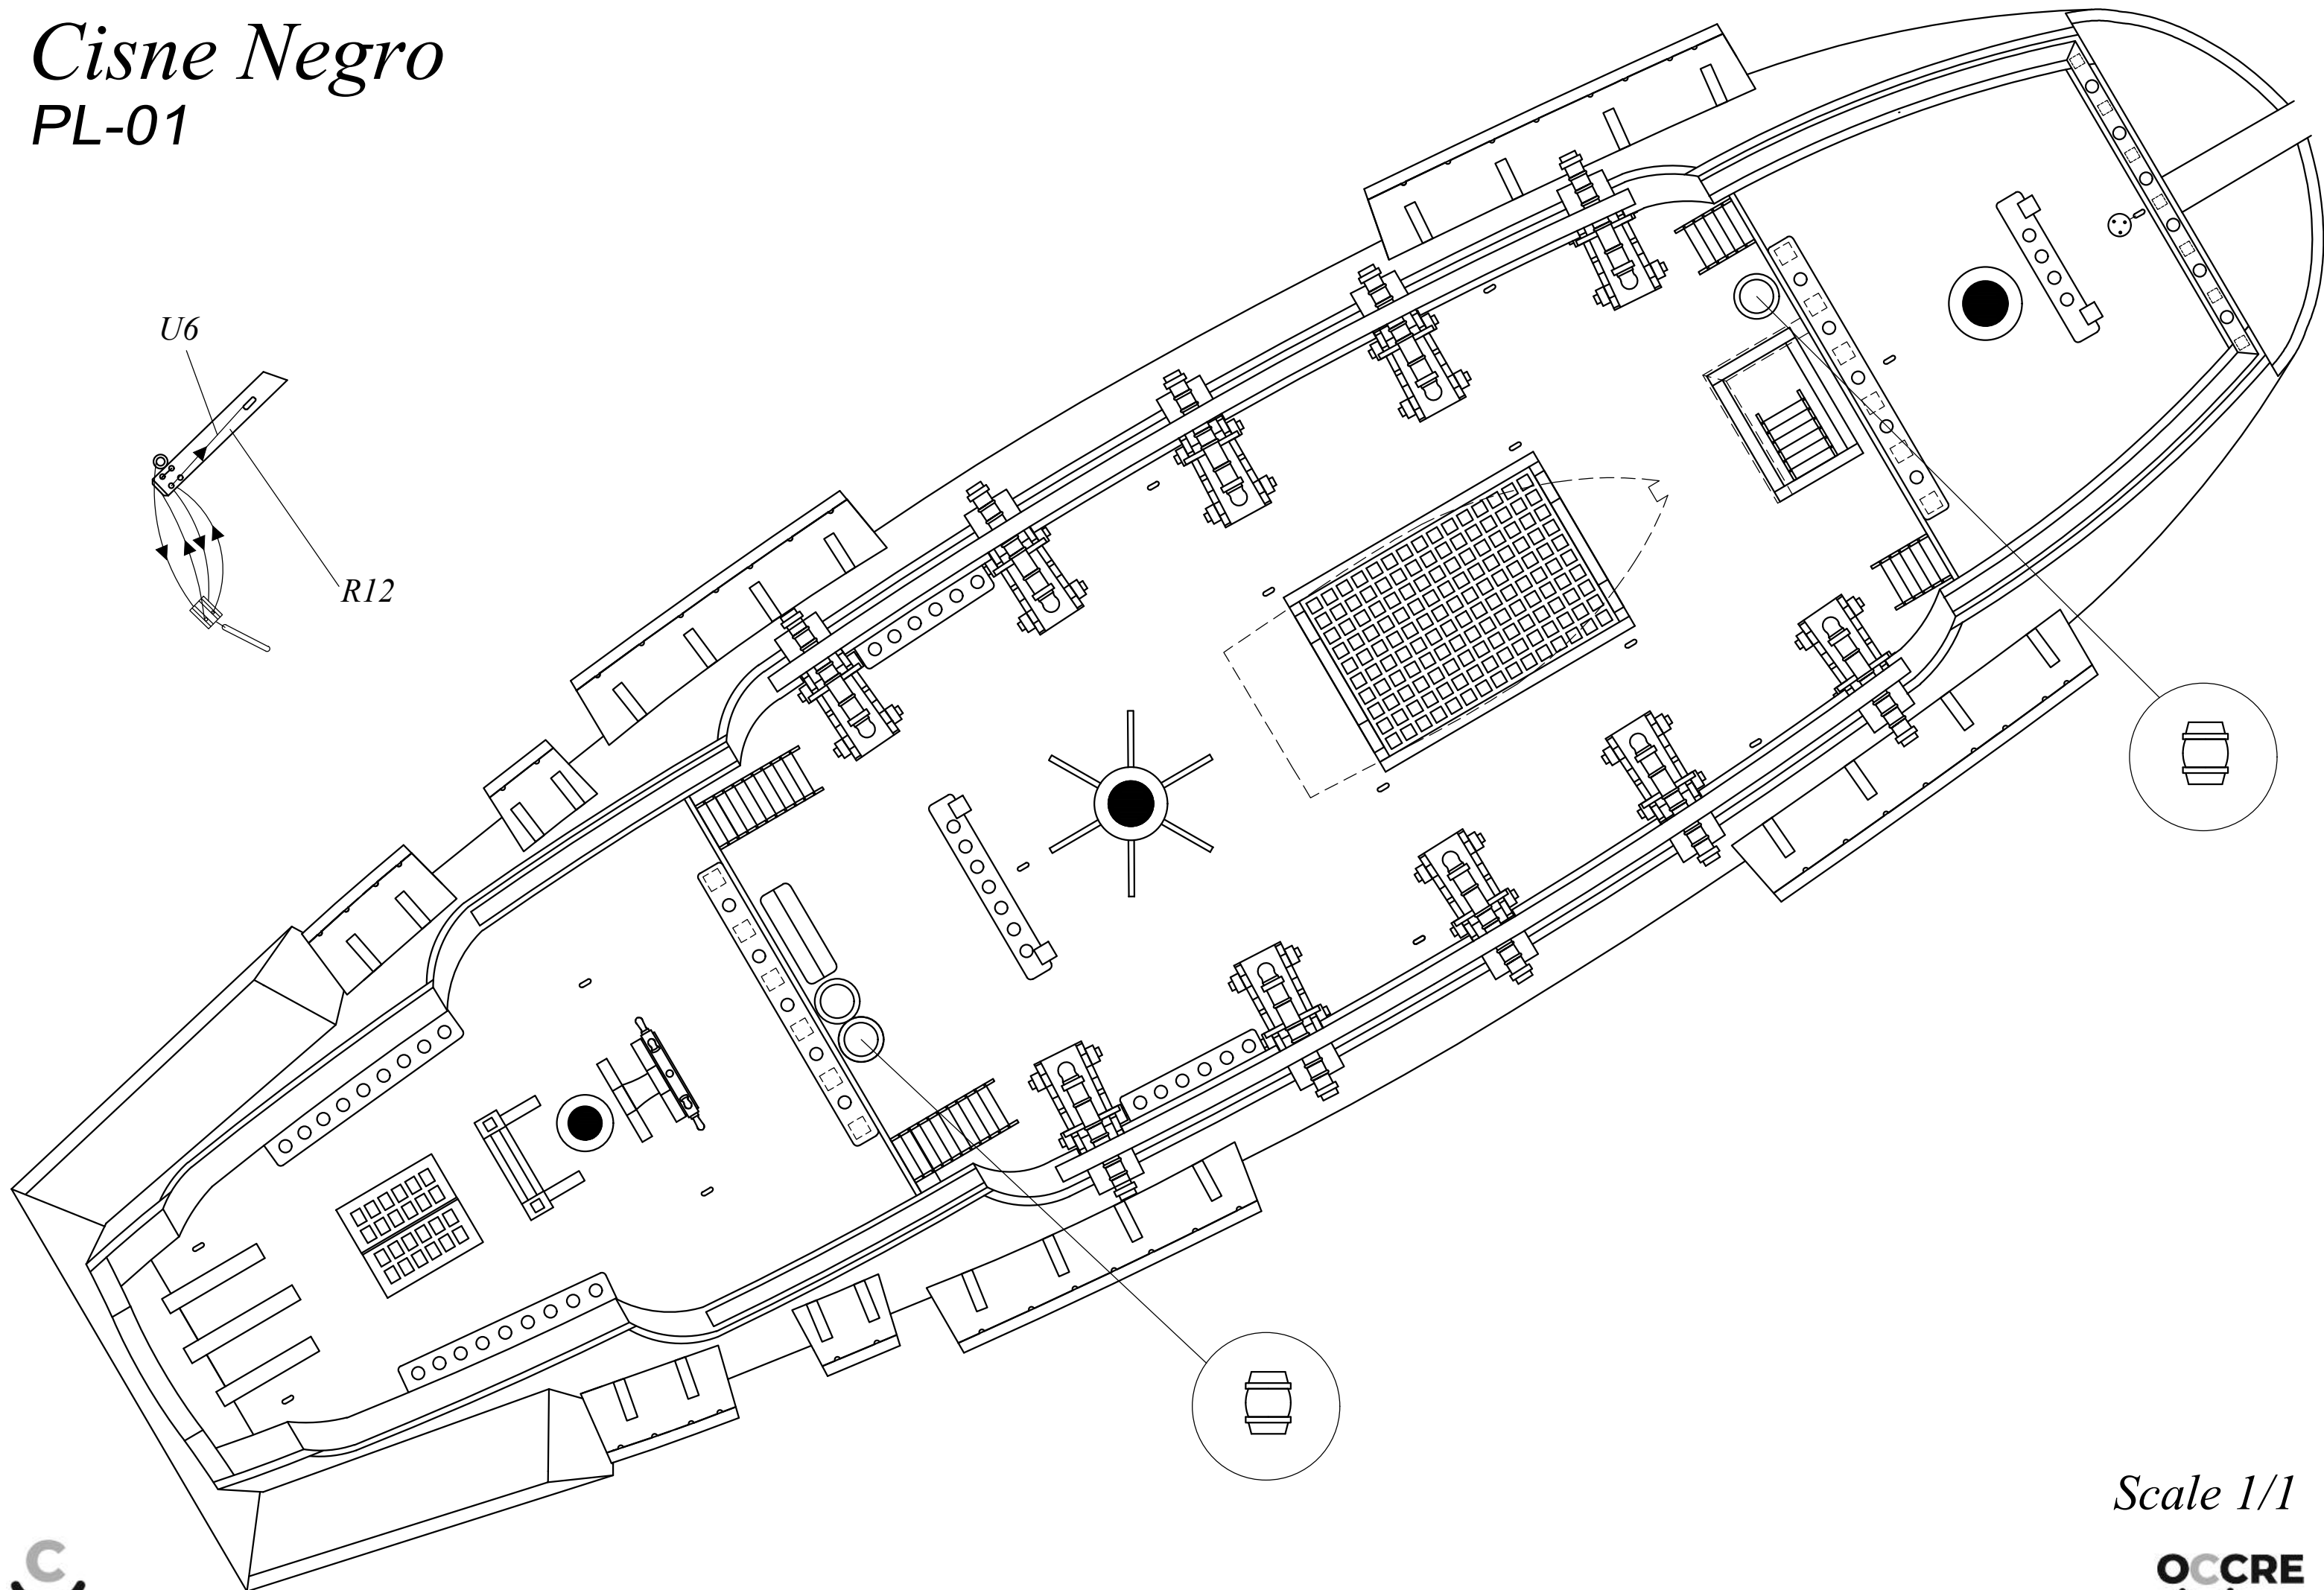 Cisne Negro
PL-01
U6
R12
Scale 1/1
C
OCCRE